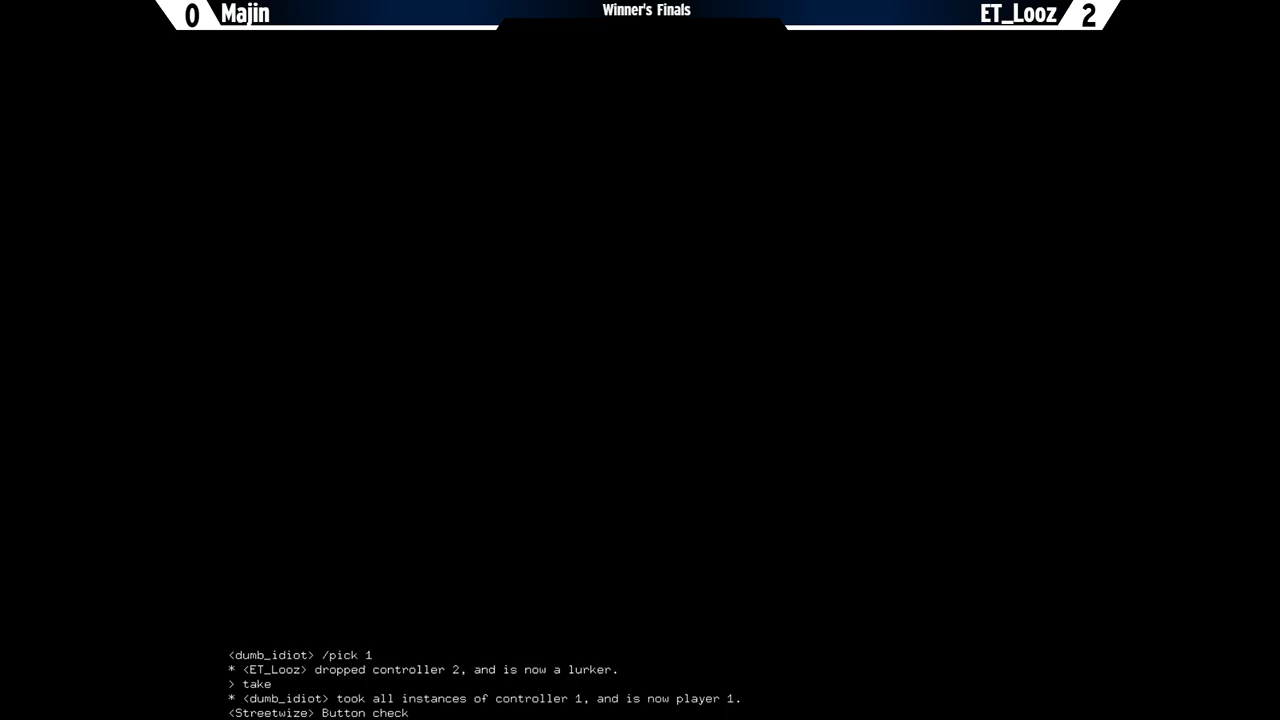 0 Majin Winner's Finals ET_Looz 2
<dumb_idiot> /pick 1
* <ET_Looz> dropped controller 2, and is now a lurker.
> take
* <dumb_idiot> took all instances of controller 1, and is now player 1.
<Streetwize> Button check